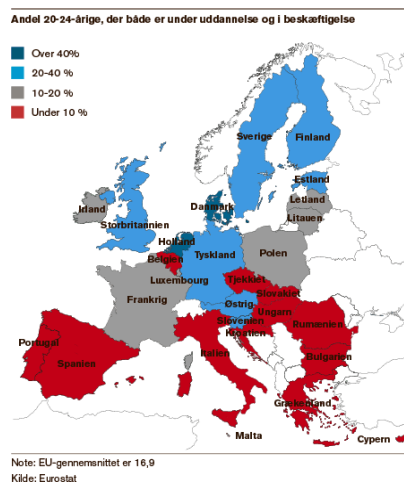 Andel 20-24-årige, der både er under uddannelse og i beskæftigelse
Over 40%
20-40 %
10-20 %
Under 10 %
Sverige
Finland
Estland
Letland
Litauen
Danmark
Irland
Storbritannien
Holland
Belgien
Tyskland
Polen
Luxembourg
Tjekkiet
Slovakiet
Frankrig
Østrig
Ungarn
Slovenien
Kroatien
Rumænien
Portugal
Spanien
Italien
Bulgarien
Grækenland
Malta
Cypern
Note: EU-gennemsnittet er 16,9
Kilde: Eurostat